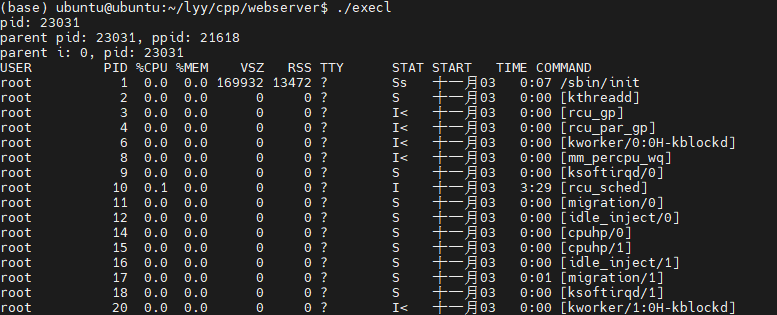 (base) ubuntu@ubuntu:~/lyy/cpp/webserver$ ./execl
pid: 23031
parent pid: 23031, ppid: 21618
parent i: 0, pid: 23031
USER PID %CPU %MEM VSZ RSS TTY STAT START TIME COMMAND
root 1 0.0 0.0 169932 13472 ? Ss 十一月03 0:07 /sbin/init
root 2 0.0 0.0 0 0 ? S 十一月03 0:00 [kthreadd]
root 3 0.0 0.0 0 0 ? I< 十一月03 0:00 [rcu_gp]
root 4 0.0 0.0 0 0 ? I< 十一月03 0:00 [rcu_par_gp]
root 6 0.0 0.0 0 0 ? I< 十一月03 0:00 [kworker/0:0H-kblockd]
root 8 0.0 0.0 0 0 ? I< 十一月03 0:00 [mm_percpu_wq]
root 9 0.0 0.0 0 0 ? S 十一月03 0:00 [ksoftirqd/0]
root 10 0.1 0.0 0 0 ? I 十一月03 3:29 [rcu_sched]
root 11 0.0 0.0 0 0 ? S 十一月03 0:00 [migration/0]
root 12 0.0 0.0 0 0 ? S 十一月03 0:00 [idle_inject/0]
root 14 0.0 0.0 0 0 ? S 十一月03 0:00 [cpuhp/0]
root 15 0.0 0.0 0 0 ? S 十一月03 0:00 [cpuhp/1]
root 16 0.0 0.0 0 0 ? S 十一月03 0:00 [idle_inject/1]
root 17 0.0 0.0 0 0 ? S 十一月03 0:01 [migration/1]
root 18 0.0 0.0 0 0 ? S 十一月03 0:00 [ksoftirqd/1]
root 20 0.0 0.0 0 0 ? I< 十一月03 0:00 [kworker/1:0H-kblockd]